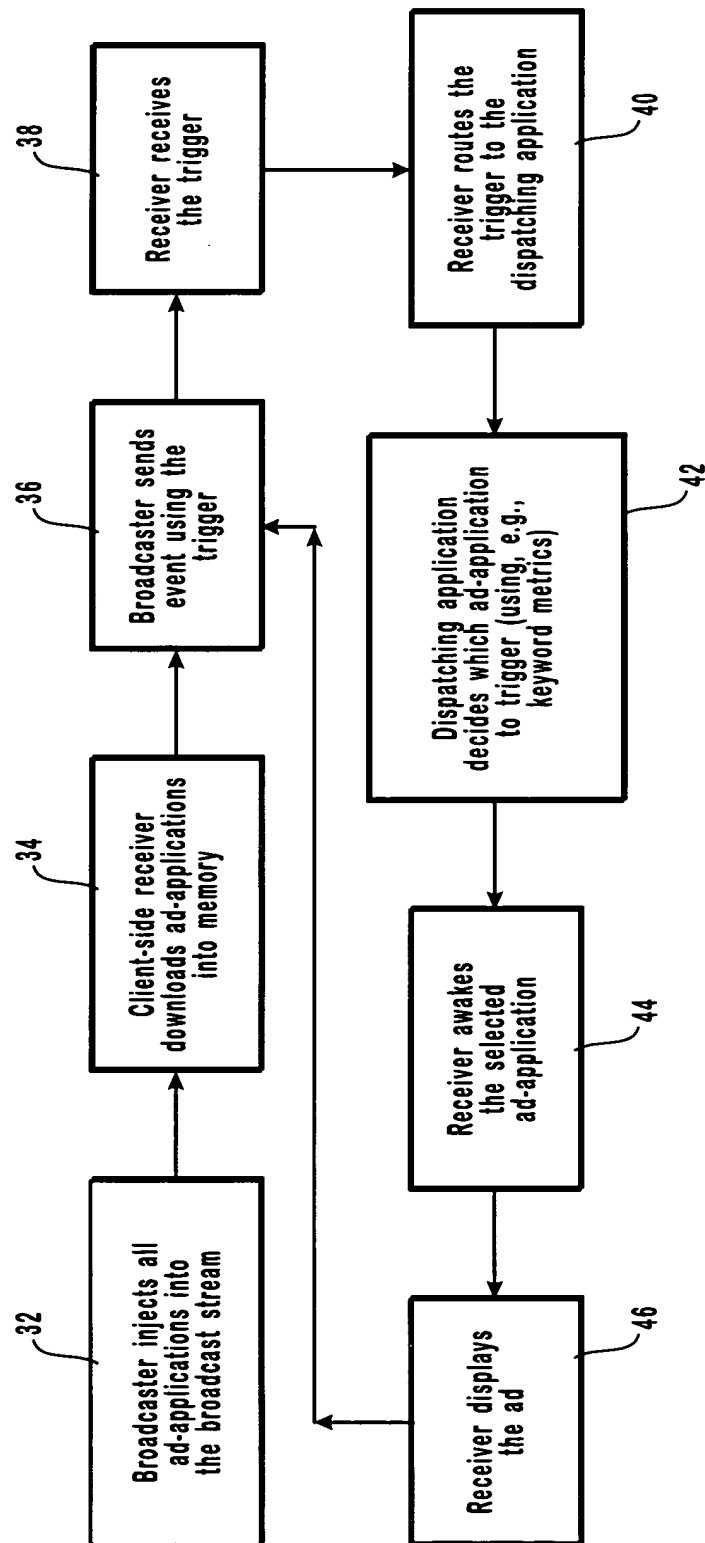 32
Broadcaster injects all
ad-applications into
the broadcast stream
34
Client-side receiver
downloads ad-applications
into memory
36
Broadcaster sends
event using the
trigger
38
Receiver receives
the trigger
40
Receiver routes the
trigger to the
dispatching application
42
Dispatching application
decides which ad-application
to trigger (using, e.g.,
keyword metrics)
44
Receiver awakes
the selected
ad-application
46
Receiver displays
the ad